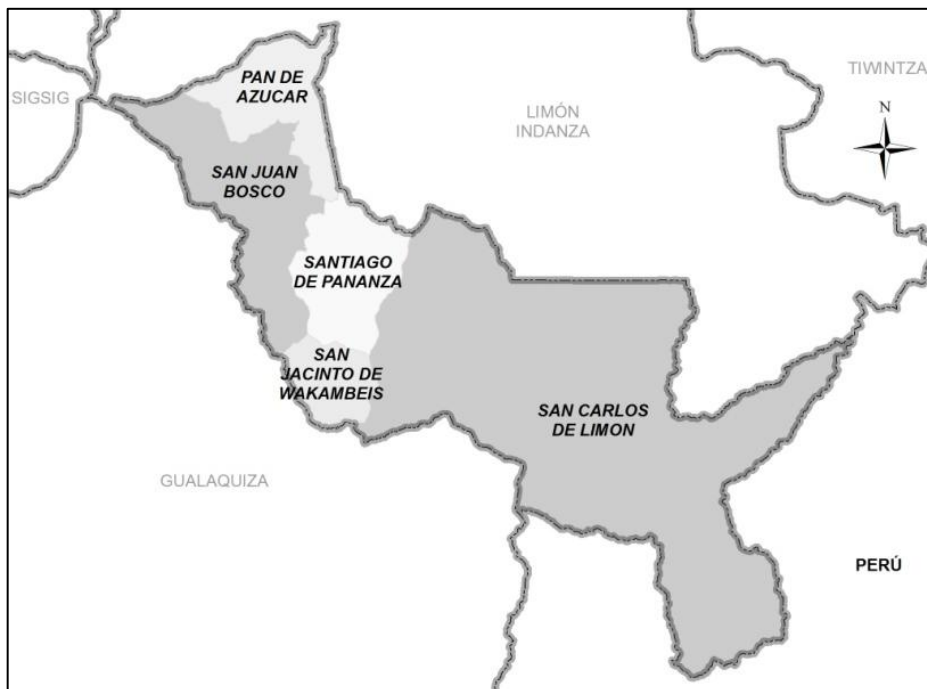 TIWINTZA
PAN DE
AZUCAR
SIGSIG
LIMÓN
INDANZA
N
SAN JUAN
BOSCO
SANTIAGO
DE PANANZA
SAN
JACINTO DE
WAKAMBEIS
SAN CARLOS
DE LIMON
GUALAQUIZA
PERÚ